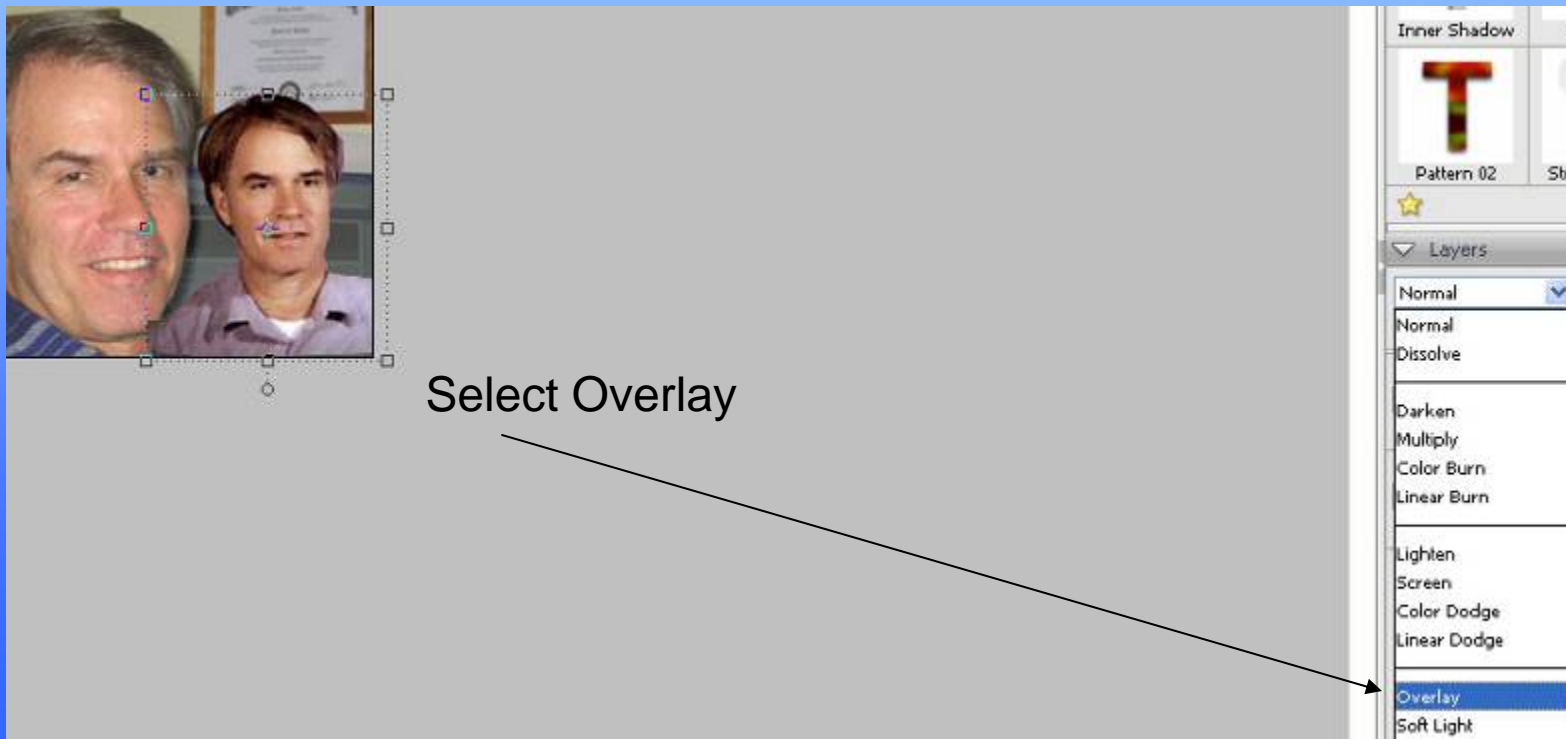 Inner Shadow
Pattern 02
Layers
Normal
Normal
Dissolve
Darken
Multiply
Color Burn
Linear Burn
Lighten
Screen
Color Dodge
Linear Dodge
Overlay
Soft Light
Select Overlay